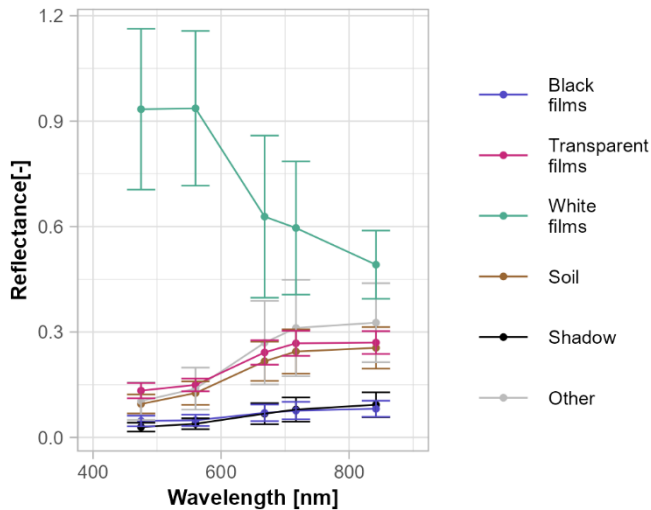 1.2
0.9
0.6
0.3
0.0
Reflectance[-]
400
600
800
Wavelength [nm]
Black
films
Transparent
films
White
films
Soil
Shadow
Other